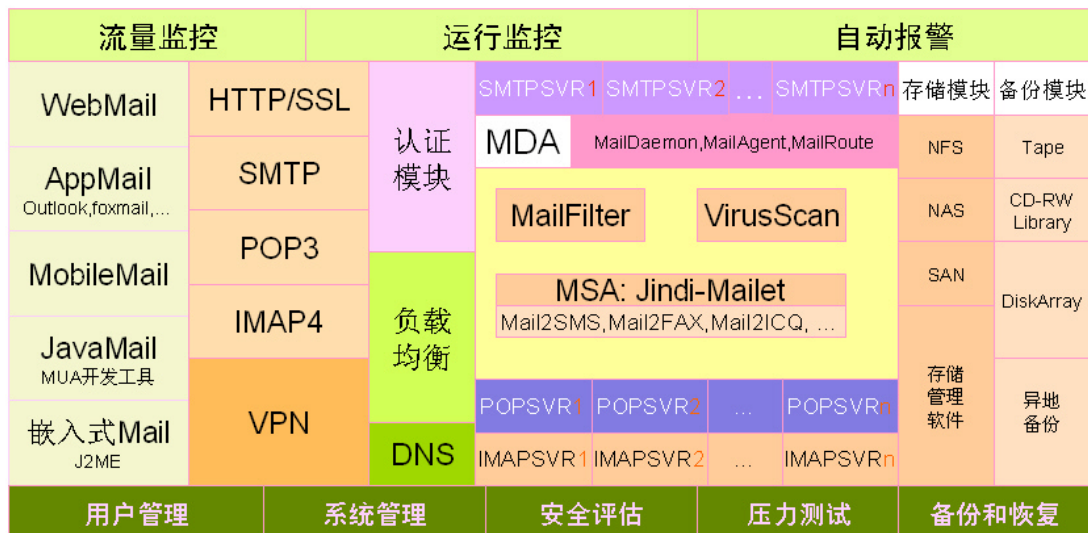 流量监控
运行监控
自动报警
WebMail
AppMail
Outlook,foxmail,...
MobileMail
JavaMail
MUA开发工具
嵌入式Mail
J2ME
HTTP/SSL
SMTP
POP3
IMAP4
VPN
认证
模块
负载
均衡
DNS
SMTPSVR1 SMTPSVR2 ... SMTPSVRn
MDA
MailDaemon,MailAgent,MailRoute
MailFilter
VirusScan
MSA: Jindi-Mailet
Mail2SMS,Mail2FAX,Mail2ICQ, ...
POPSVR1 POPSVR2 ... POPSVRn
IMAPSVR1 IMAPSVR2 ... IMAPSVRn
存储模块
NFS
NAS
SAN
存储
管理
软件
备份模块
Tape
CD-RW
Library
DiskArray
异地
备份
用户管理
系统管理
安全评估
压力测试
备份和恢复